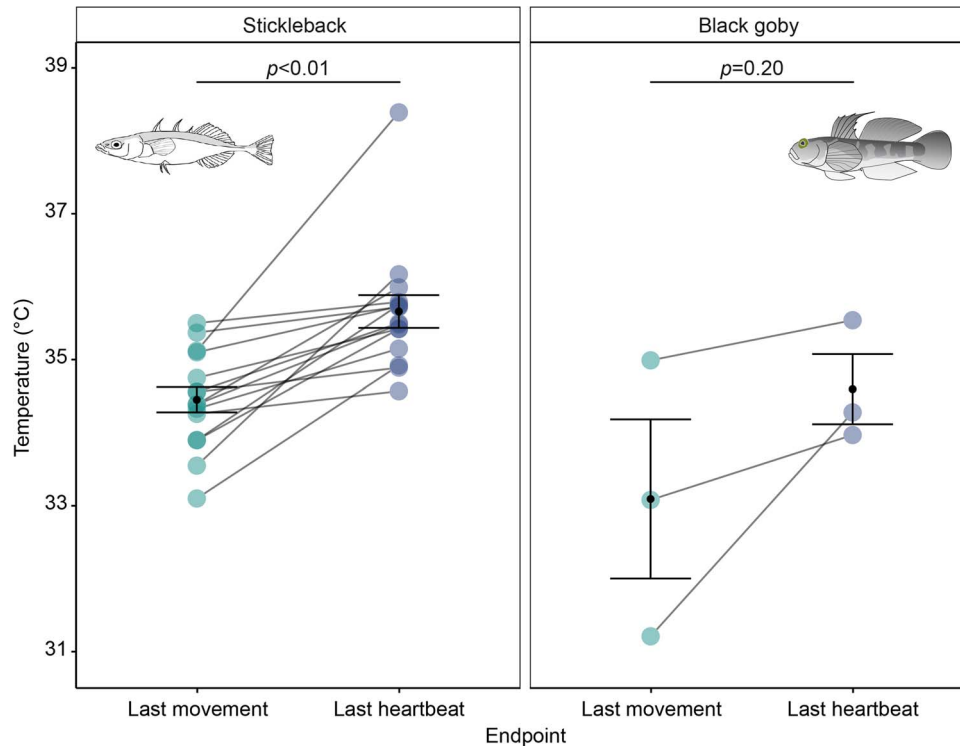 Stickleback
Black goby
p<0.01
p=0.20
39
37
35
33
31
Temperature (°C)
Last movement
Last heartbeat
Last movement
Last heartbeat
Endpoint